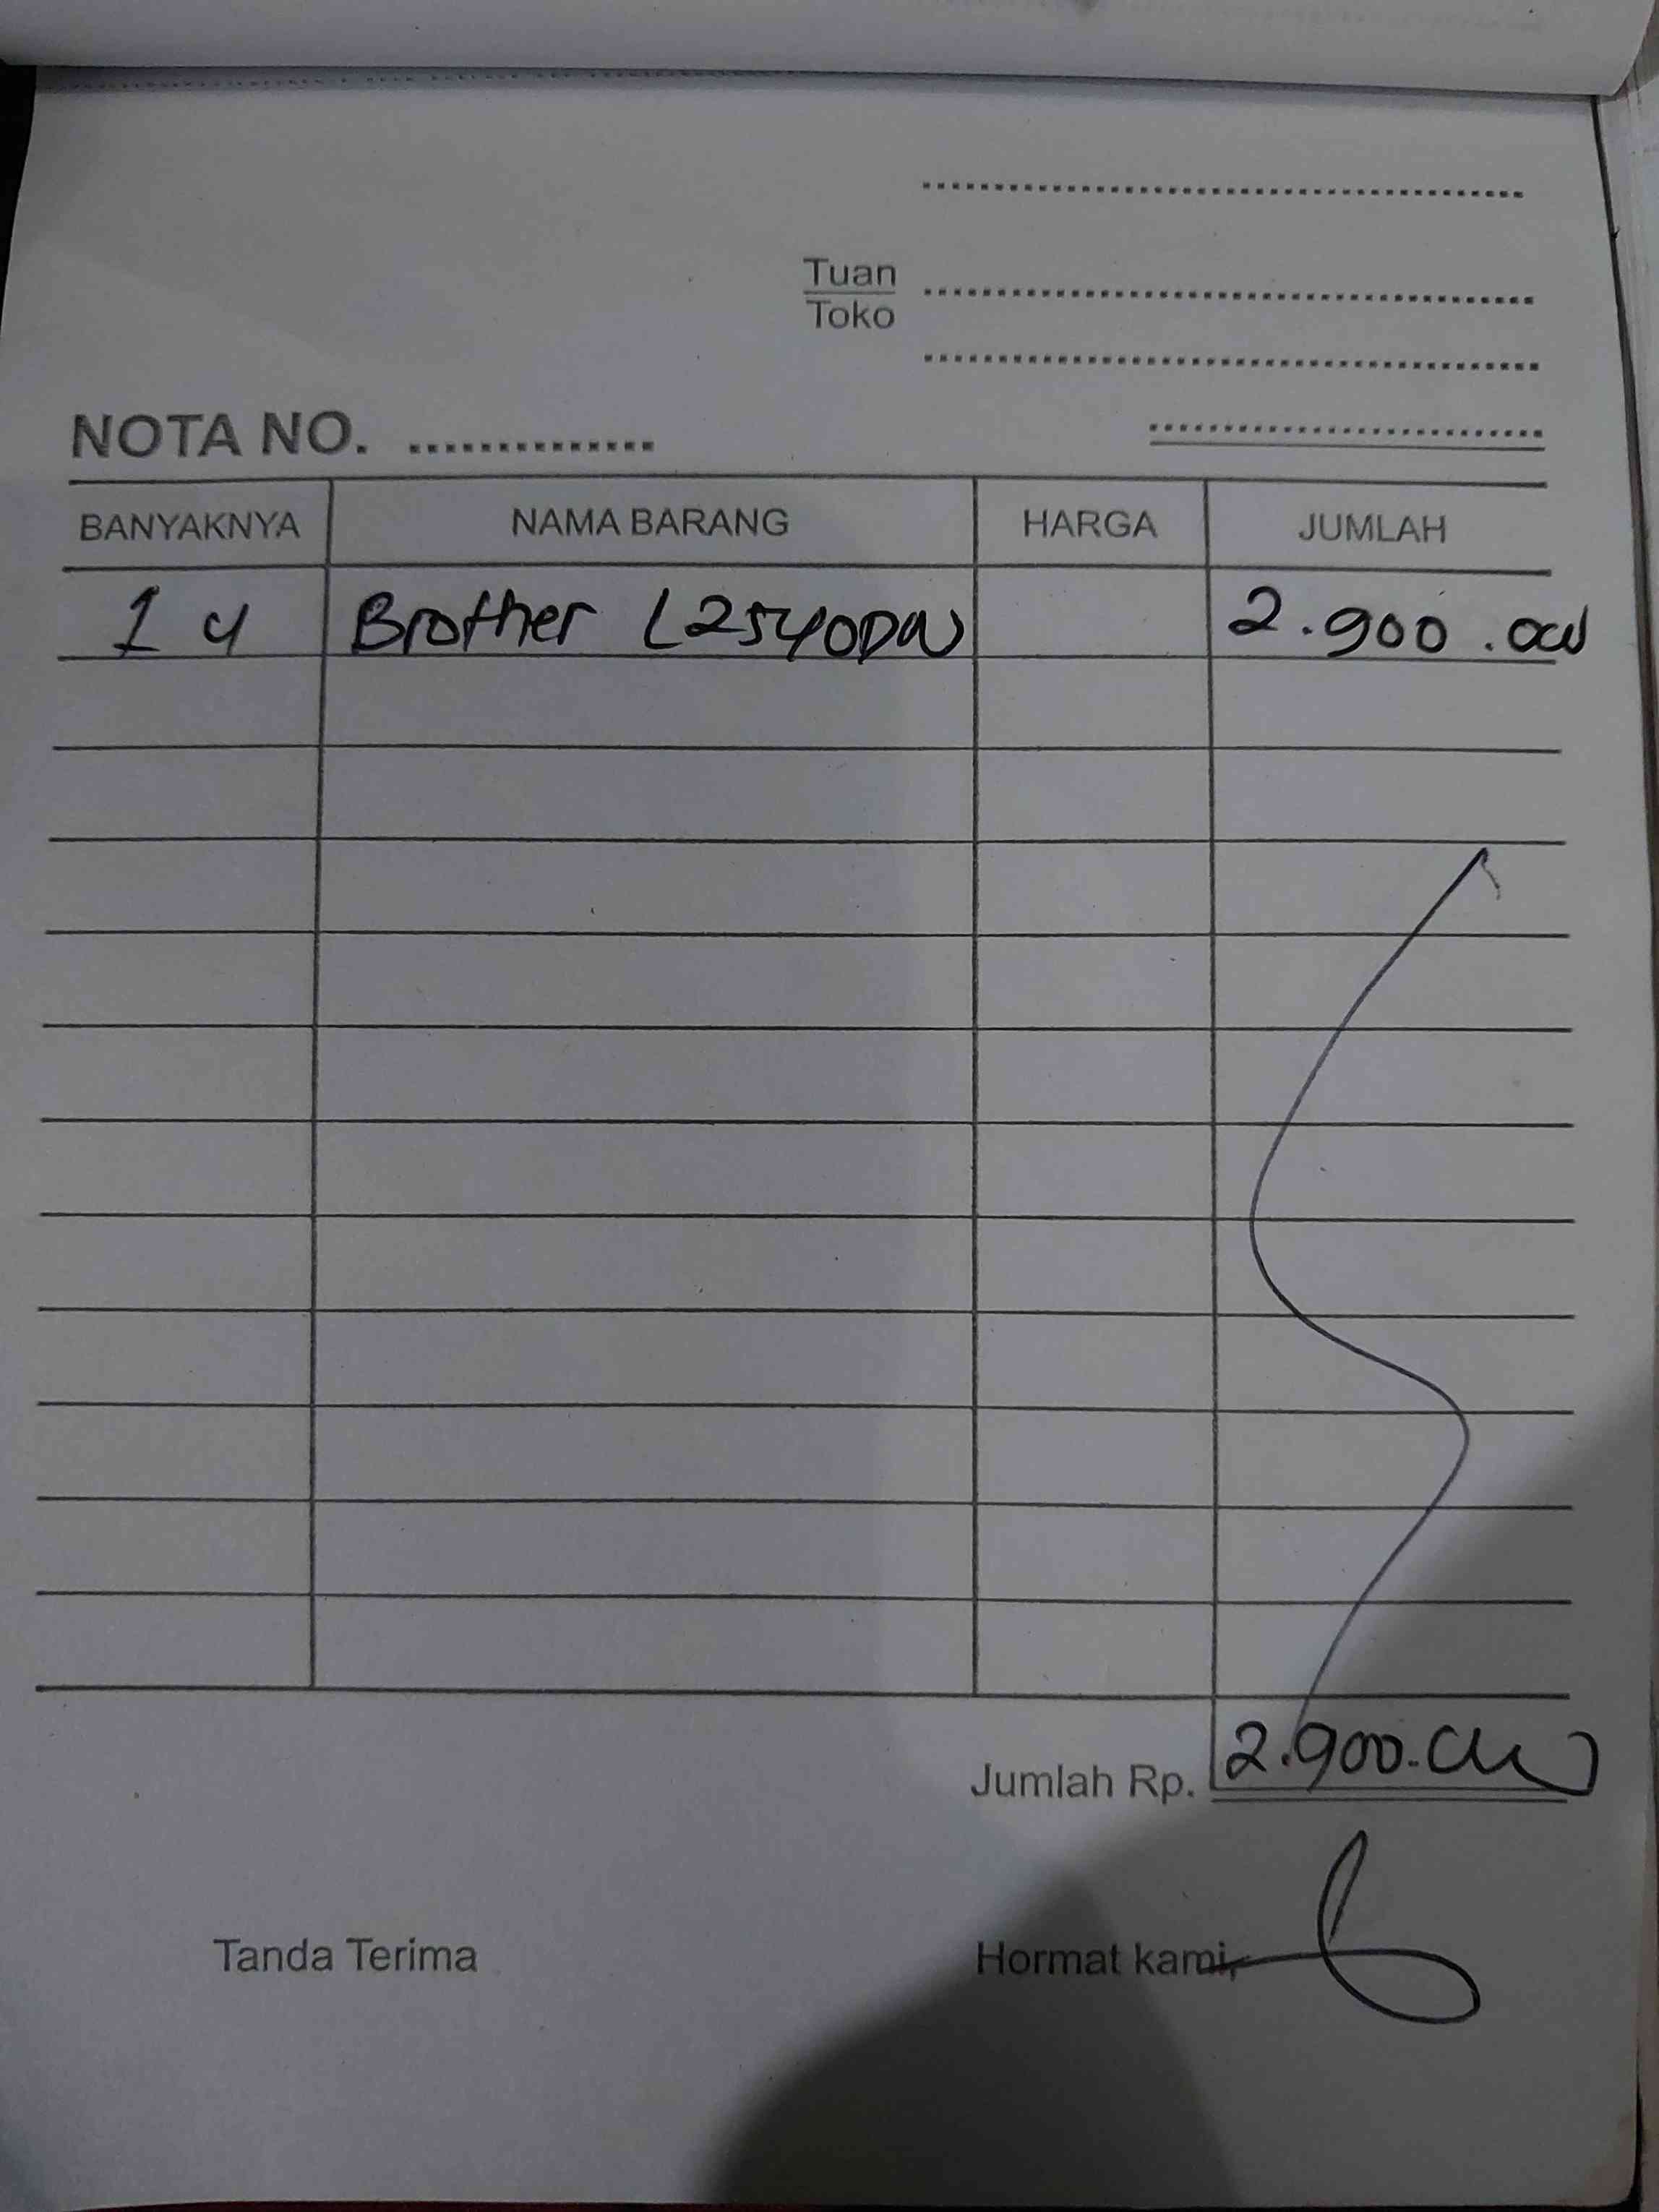 Tuan
Toko
NOTA NO.
BANYAKNYA NAMA BARANG HARGA JUMLAH
1 u Brother L2540DW 2.900.000
Jumlah Rp. 2.900.000
Tanda Terima Hormat kami,